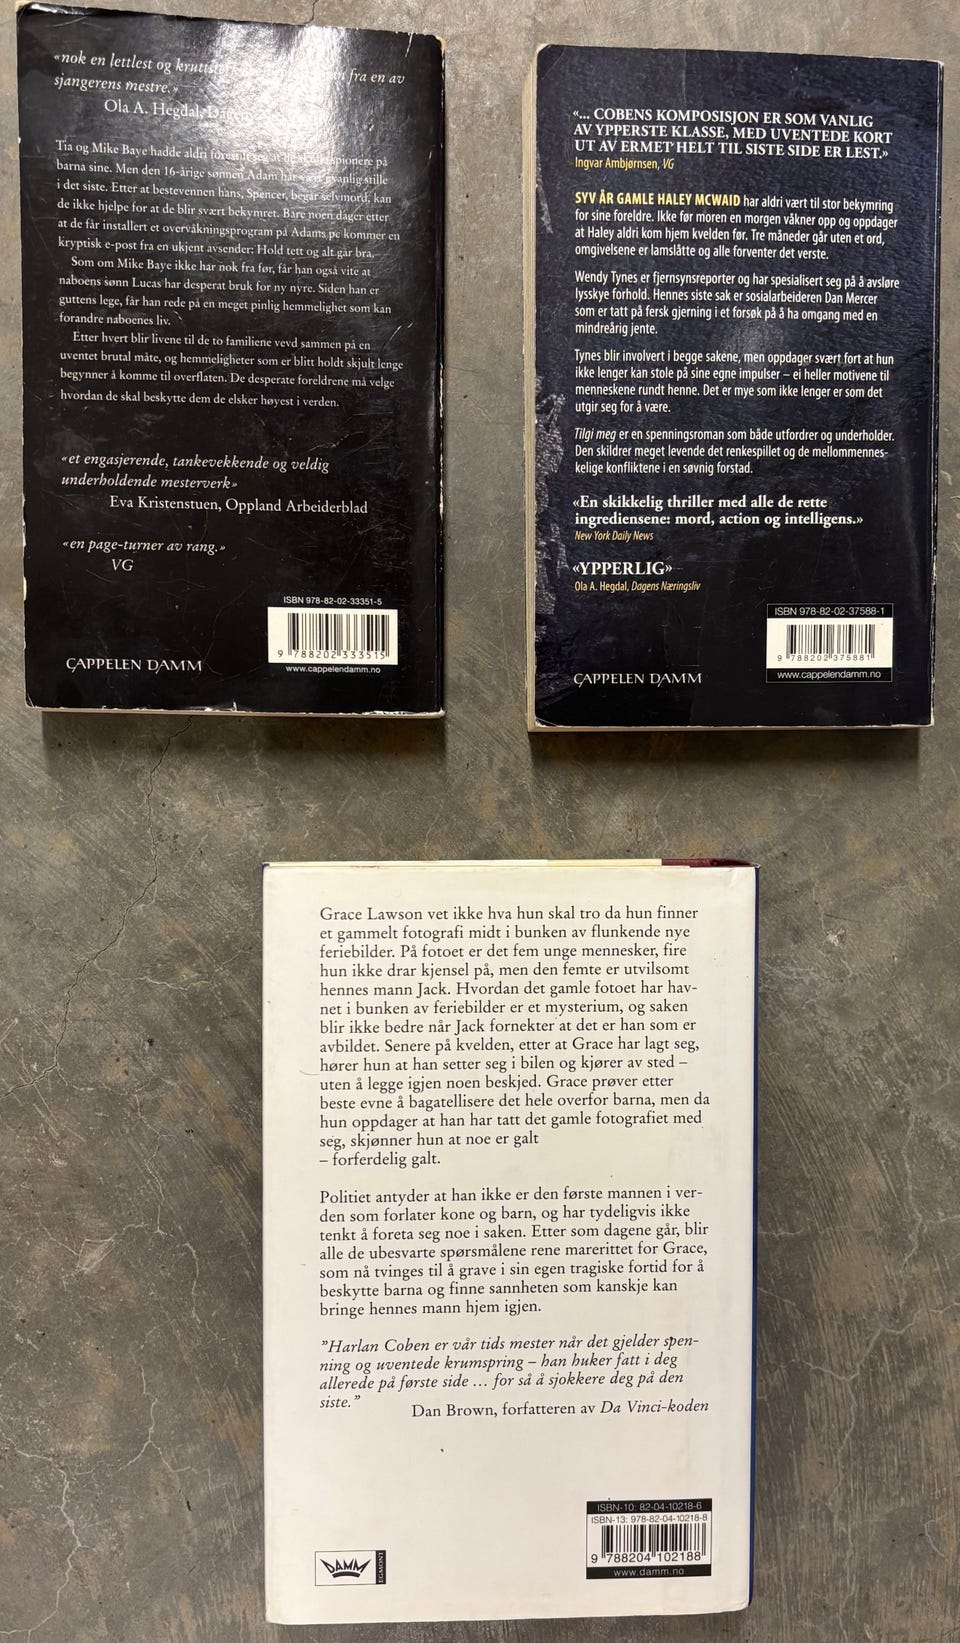 «nok en lettlest og kruttsterk fra en av
sjangerens mestre.»
Ola A. Hegdal,
Tia og Mike Baye hadde aldri at de skulle spionere på
barna sine. Men den 16-årige sønnen Adam har vært uvanlig stille
i det siste. Etter at bestevennen hans, Spencer, begår selvmord, kan
de ikke hjelpe for at de blir svært bekymret. Bare noen dager etter
at de får installert et overvåkningsprogram på Adams pc kommer en
kryptisk e-post fra en ukjent avsender: Hold tett og alt går bra.
Som om Mike Baye ikke har nok fra før, får han også vite at
naboens sønn Lucas har desperat bruk for ny nyre. Siden han er
guttens lege, får han rede på en meget pinlig hemmelighet som kan
forandre naboenes liv.
Etter hvert blir livene til de to familiene vevd sammen på en
uventet brutal måte, og hemmeligheter som er blitt holdt skjult lenge
begynner å komme til overflaten. De desperate foreldrene må velge
hvordan de skal beskytte dem de elsker høyest i verden.
«et engasjerende, tankevekkende og veldig
underholdende mesterverk»
Eva Kristenstuen, Oppland Arbeiderblad
«en page-turner av rang.»
VG
ISBN 978-82-02-33351-5
9 788202 333515
www.cappelendamm.no
CAPPELEN DAMM
«... COBENS KOMPOSISJON ER SOM VANLIG
AV YPPERSTE KLASSE, MED UVENTEDE KORT
UT AV ERMET HELT TIL SISTE SIDE ER LEST.»
Ingvar Ambjørnsen, VG
SYV ÅR GAMLE HALEY MCWAID har aldri vært til stor bekymring
for sine foreldre. Ikke før moren en morgen våkner opp og oppdager
at Haley aldri kom hjem kvelden før. Tre måneder går uten et ord,
omgivelsene er lamslåtte og alle forventer det verste.
Wendy Tynes er fjernsynsreporter og har spesialisert seg på å avsløre
lysskye forhold. Hennes siste sak er sosialarbeideren Dan Mercer
som er tatt på fersk gjerning i et forsøk på å ha omgang med en
mindreårig jente.
Tynes blir involvert i begge sakene, men oppdager svært fort at hun
ikke lenger kan stole på sine egne impulser – ei heller motivene til
menneskene rundt henne. Det er mye som ikke lenger er som det
utgir seg for å være.
Tilgi meg er en spenningsroman som både utfordrer og underholder.
Den skildrer meget levende det renkespillet og de mellommennes-
kelige konfliktene i en søvnig forstad.
«En skikkelig thriller med alle de rette
ingrediensene: mord, action og intelligens.»
New York Daily News
«YPPERLIG»
Ola A. Hegdal, Dagens Næringsliv
ISBN 978-82-02-37588-1
9 788202 375881
www.cappelendamm.no
CAPPELEN DAMM
Grace Lawson vet ikke hva hun skal tro da hun finner
et gammelt fotografi midt i bunken av flunkende nye
feriebilder. På fotoet er det fem unge mennesker, fire
hun ikke drar kjensel på, men den femte er utvilsomt
hennes mann Jack. Hvordan det gamle fotoet har hav-
net i bunken av feriebilder er et mysterium, og saken
blir ikke bedre når Jack fornekter at det er han som er
avbildet. Senere på kvelden, etter at Grace har lagt seg,
hører hun at han setter seg i bilen og kjører av sted –
uten å legge igjen noen beskjed. Grace prøver etter
beste evne å bagatellisere det hele overfor barna, men da
hun oppdager at han har tatt det gamle fotografiet med
seg, skjønner hun at noe er galt
– forferdelig galt.
Politiet antyder at han ikke er den første mannen i ver-
den som forlater kone og barn, og har tydeligvis ikke
tenkt å foreta seg noe i saken. Etter som dagene går, blir
alle de ubesvarte spørsmålene rene marerittet for Grace,
som nå tvinges til å grave i sin egen tragiske fortid for å
beskytte barna og finne sannheten som kanskje kan
bringe hennes mann hjem igjen.
”Harlan Coben er vår tids mester når det gjelder spen-
ning og uventede krumspring – han huker fatt i deg
allerede på første side ... for så å sjokkere deg på den
siste.”
Dan Brown, forfatteren av Da Vinci-koden
ISBN-10: 82-04-10218-6
ISBN-13: 978-82-04-10218-8
9 788204 102188
www.damm.no
DAMM
EGMONT